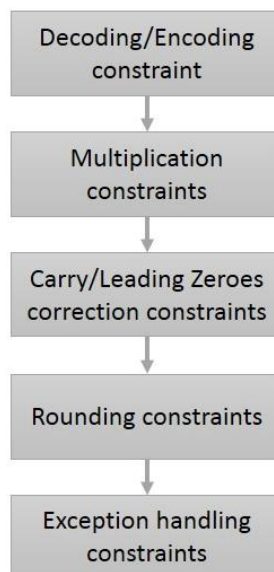 Decoding/Encoding
constraint
Multiplication
constraints
Carry/Leading Zeroes
correction constraints
Rounding constraints
Exception handling
constraints